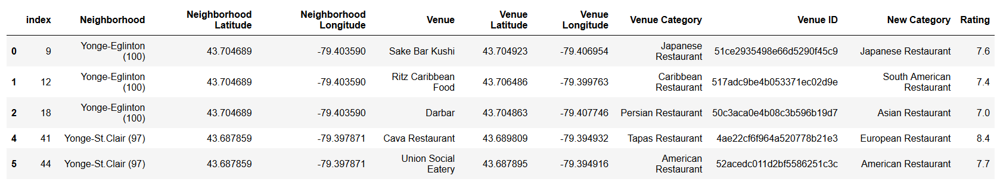 index Neighborhood Neighborhood Latitude Neighborhood Longitude Venue Venue Latitude Venue Longitude Venue Category Venue ID New Category Rating
0 9 Yonge-Eglinton (100) 43.704689 -79.403590 Sake Bar Kushi 43.704923 -79.406954 Japanese Restaurant 51ce2935498e66d5290f45c9 Japanese Restaurant 7.6
1 12 Yonge-Eglinton (100) 43.704689 -79.403590 Ritz Caribbean Food 43.706486 -79.399763 Caribbean Restaurant 517adc9be4b053371ec02d9e South American Restaurant 7.4
2 18 Yonge-Eglinton (100) 43.704689 -79.403590 Darbar 43.704863 -79.407746 Persian Restaurant 50c3aca0e4b08c3b596b19d7 Asian Restaurant 7.0
4 41 Yonge-St.Clair (97) 43.687859 -79.397871 Cava Restaurant 43.689809 -79.394932 Tapas Restaurant 4ae22cf6f964a520778b21e3 European Restaurant 8.4
5 44 Yonge-St.Clair (97) 43.687859 -79.397871 Union Social Eatery 43.687895 -79.394916 American Restaurant 52acedc011d2bf5586251c3c American Restaurant 7.7